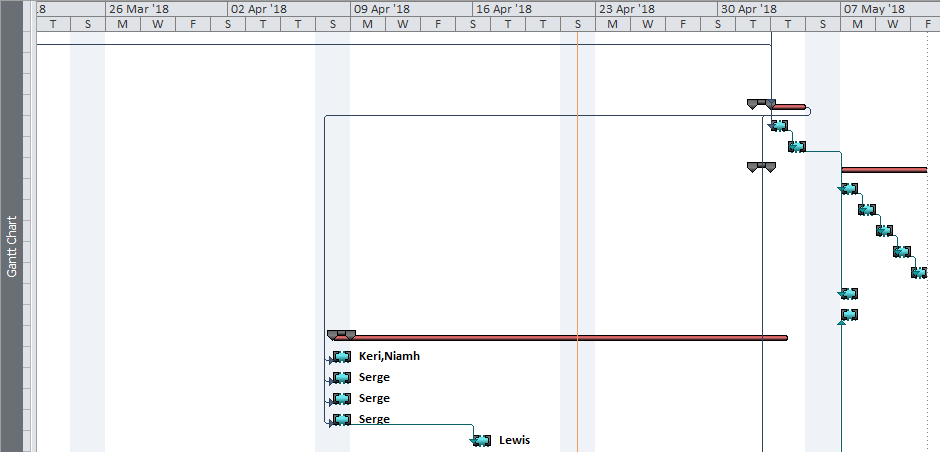 8 26 Mar '18 02 Apr '18 09 Apr '18 16 Apr '18 23 Apr '18 30 Apr '18 07 May '18
T S M W F S T T S M W F S T T S M W F S T T S M W F
Gantt Chart
Keri,Niamh
Serge
Serge
Serge
Lewis